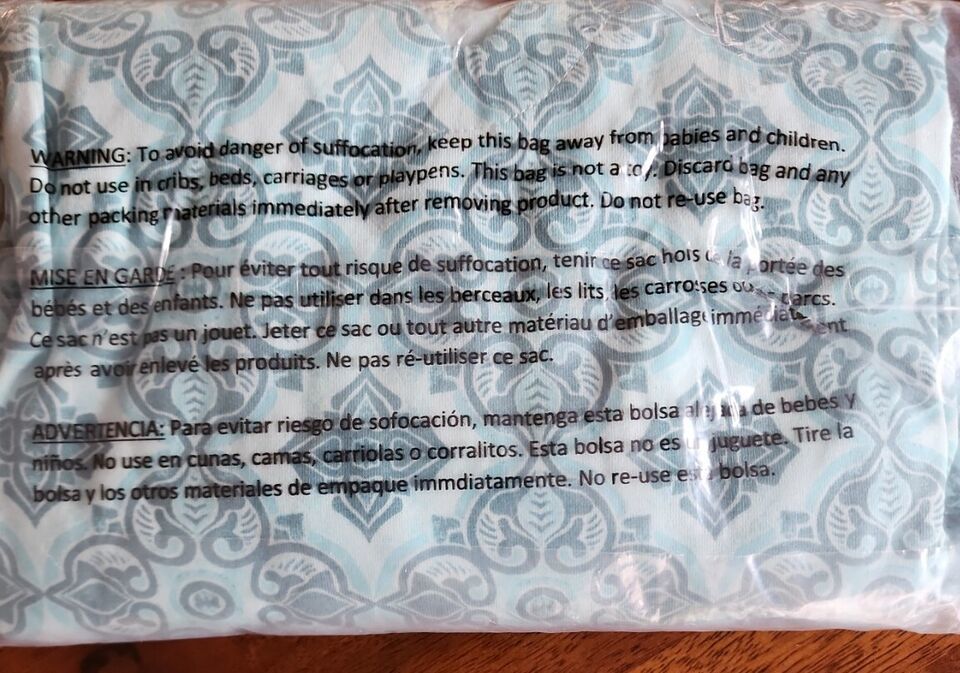 WARNING: To avoid danger of suffocation, keep this bag away from babies and children.
Do not use in cribs, beds, carriages or playpens. This bag is not a toy. Discard bag and any
other packing materials immediately after removing product. Do not re-use bag.
MISE EN GARDE : Pour éviter tout risque de suffocation, tenir ce sac hois de la portée des
bébés et des enfants. Ne pas utiliser dans les berceaux, les lits, les carrosses ou parcs.
Ce sac n'est pas un jouet. Jeter ce sac ou tout autre matériau d'emballage immédiatement
après avoir enlevé les produits. Ne pas ré-utiliser ce sac.
ADVERTENCIA: Para evitar riesgo de sofocación, mantenga esta bolsa alejada de bebes y
niños. No use en cunas, camas, carriolas o corralitos. Esta bolsa no es un juguete. Tire la
bolsa y los otros materiales de empaque immdiatamente. No re-use esta bolsa.